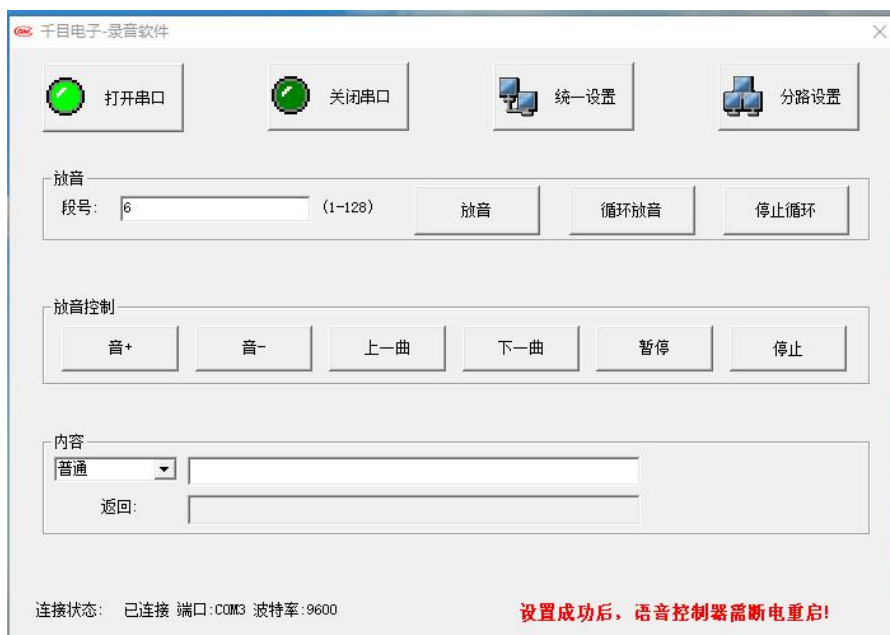 千目电子-录音软件
打开串口 关闭串口 统一设置 分路设置
放音
段号: 6 (1-128) 放音 循环放音 停止循环
放音控制
音+ 音- 上一曲 下一曲 暂停 停止
内容
普通
返回:
连接状态: 已连接 端口:COM3 波特率:9600 设置成功后，语音控制器需断电重启!